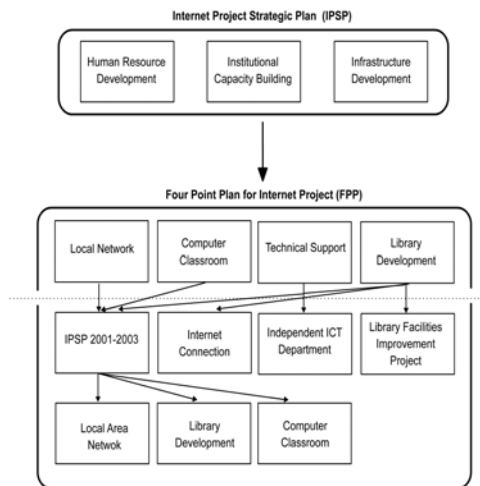 Internet Project Strategic Plan (IPSP)
Human Resource
Development
Institutional
Capacity Building
Infrastructure
Development
Four Point Plan for Internet Project (FPP)
Local Network
Computer
Classroom
Technical Support
Library
Development
IPSP 2001-2003
Internet
Connection
Independent ICT
Department
Library Facilities
Improvement
Project
Local Area
Netwok
Library
Development
Computer
Classroom